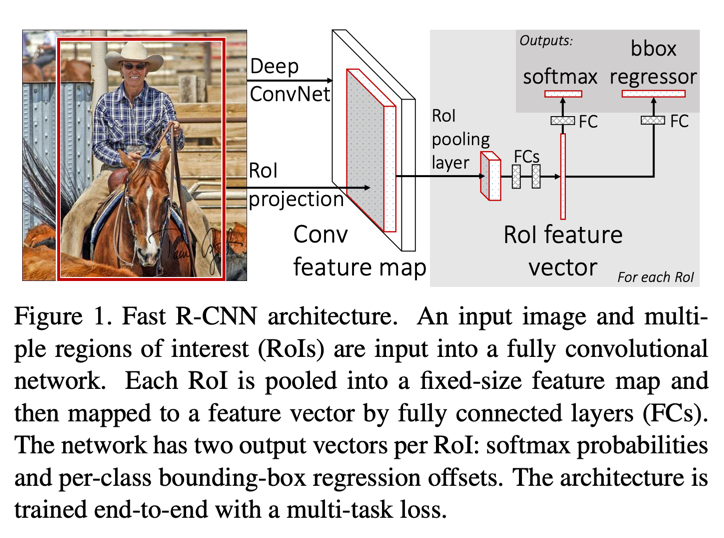 Outputs:
bbox
softmax regressor
Deep
ConvNet
FC
FC
RoI
pooling
layer
FCs
RoI
projection
Conv
feature map
RoI feature
vector
For each RoI
Figure 1. Fast R-CNN architecture. An input image and multi-
ple regions of interest (RoIs) are input into a fully convolutional
network. Each RoI is pooled into a fixed-size feature map and
then mapped to a feature vector by fully connected layers (FCs).
The network has two output vectors per RoI: softmax probabilities
and per-class bounding-box regression offsets. The architecture is
trained end-to-end with a multi-task loss.